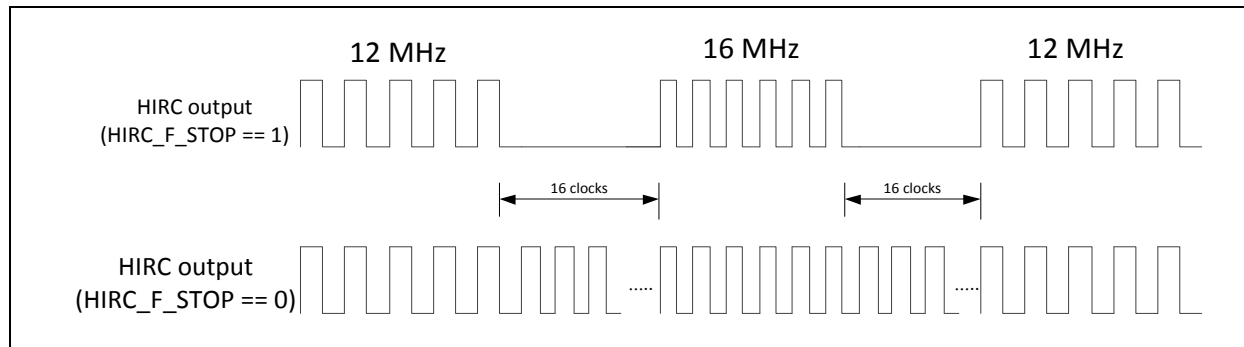 12 MHz 16 MHz 12 MHz
HIRC output
(HIRC_F_STOP == 1)
16 clocks 16 clocks
HIRC output
(HIRC_F_STOP == 0)
..... .....